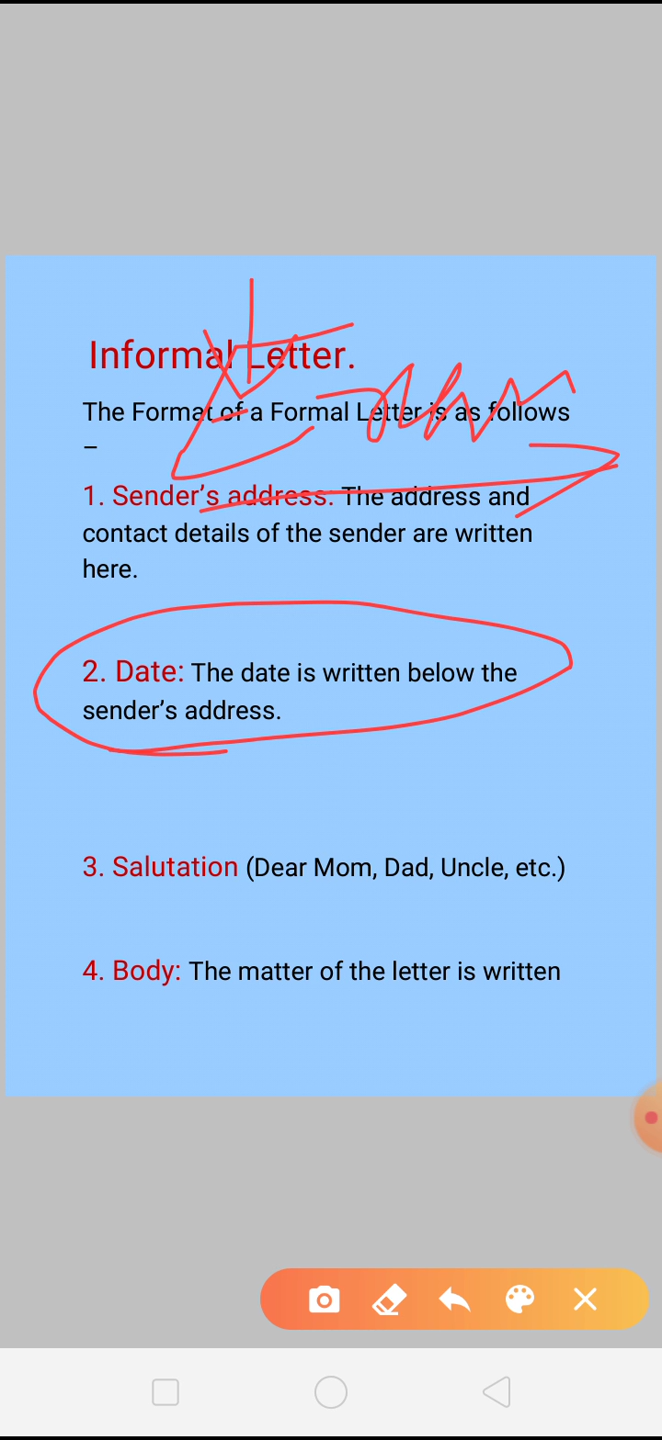 Informal Letter.
The Format of a Formal Letter is as follows
–
1. Sender's address: The address and
contact details of the sender are written
here.
2. Date: The date is written below the
sender's address.
3. Salutation (Dear Mom, Dad, Uncle, etc.)
4. Body: The matter of the letter is written